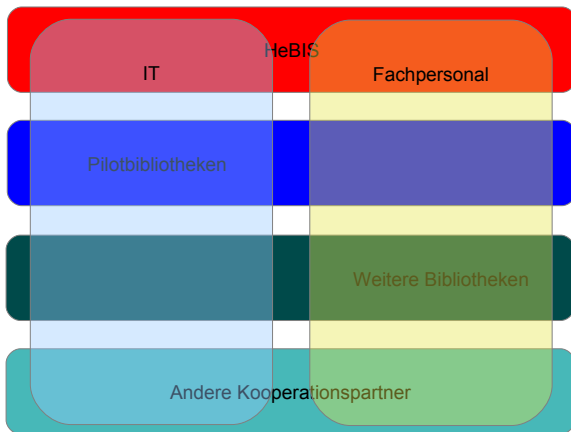 HeBIS
IT
Fachpersonal
Pilotbibliotheken
Weitere Bibliotheken
Andere Kooperationspartner